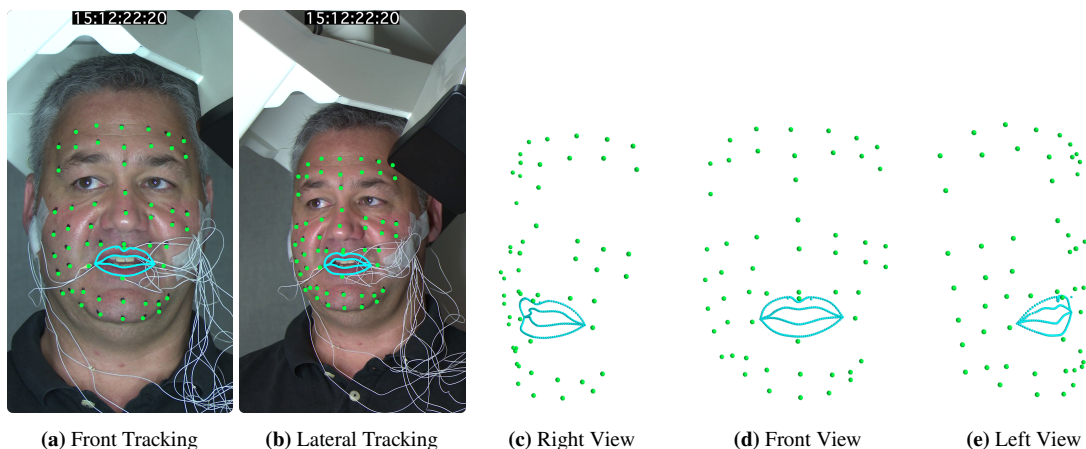 15:12:22:20
15:12:22:20
(a) Front Tracking
(b) Lateral Tracking
(c) Right View
(d) Front View
(e) Left View